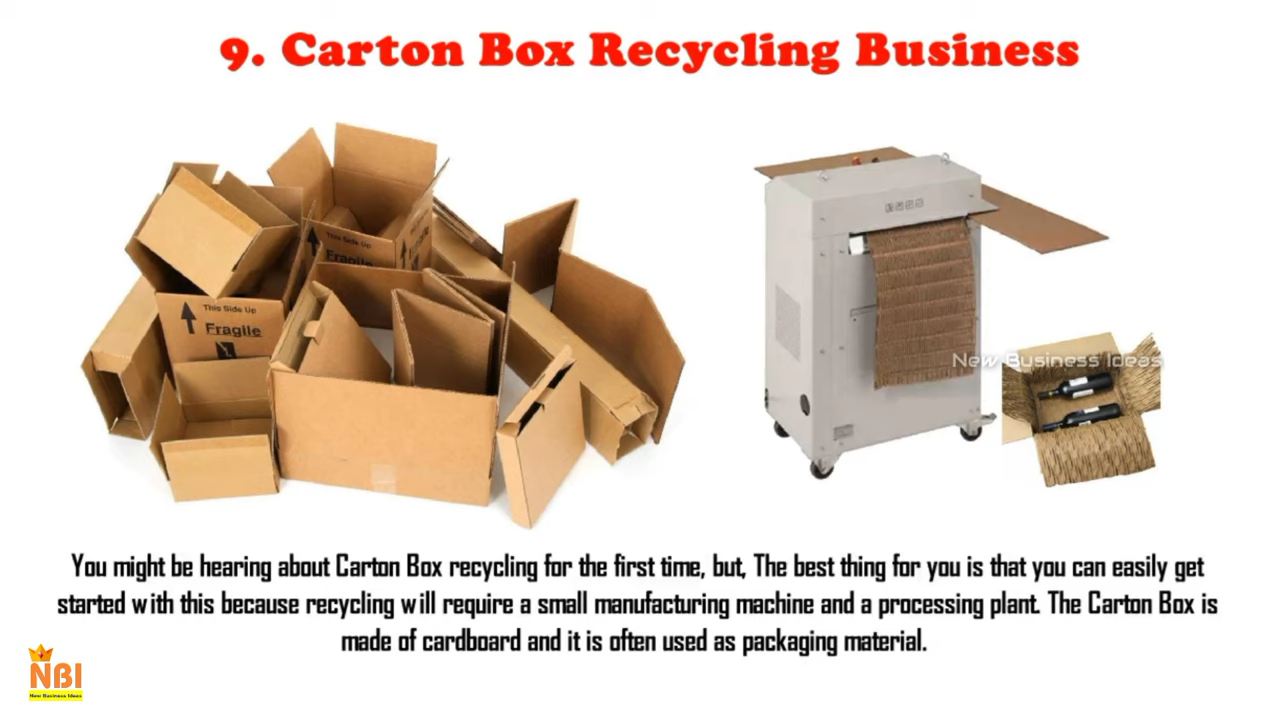 9. Carton Box Recycling Business
This Side Up
Fragile
This Side Up
Fragile
New Business Ideas
You might be hearing about Carton Box recycling for the first time, but, The best thing for you is that you can easily get
started with this because recycling will require a small manufacturing machine and a processing plant. The Carton Box is
made of cardboard and it is often used as packaging material.
NBI
New Business Ideas